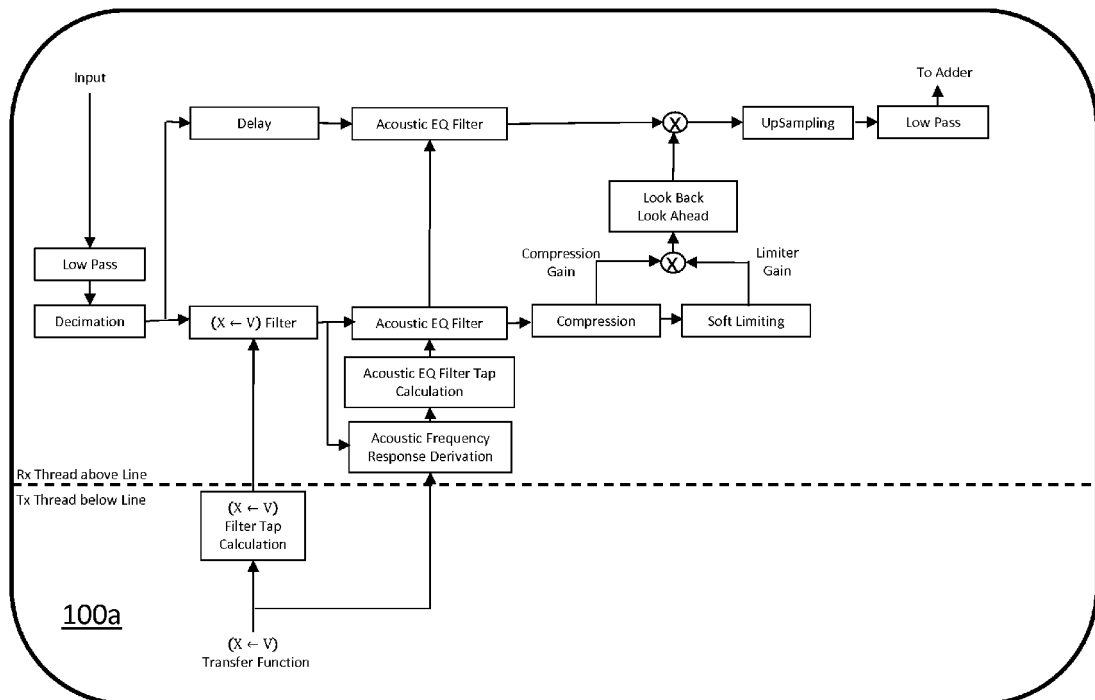 Input
To Adder
Delay
Acoustic EQ Filter
X
UpSampling
Low Pass
Look Back
Look Ahead
Low Pass
Compression
Gain
X
Limiter
Gain
Decimation
(X ← V) Filter
Acoustic EQ Filter
Compression
Soft Limiting
Acoustic EQ Filter Tap
Calculation
Acoustic Frequency
Response Derivation
Rx Thread above Line
Tx Thread below Line
(X ← V)
Filter Tap
Calculation
100a
(X ← V)
Transfer Function